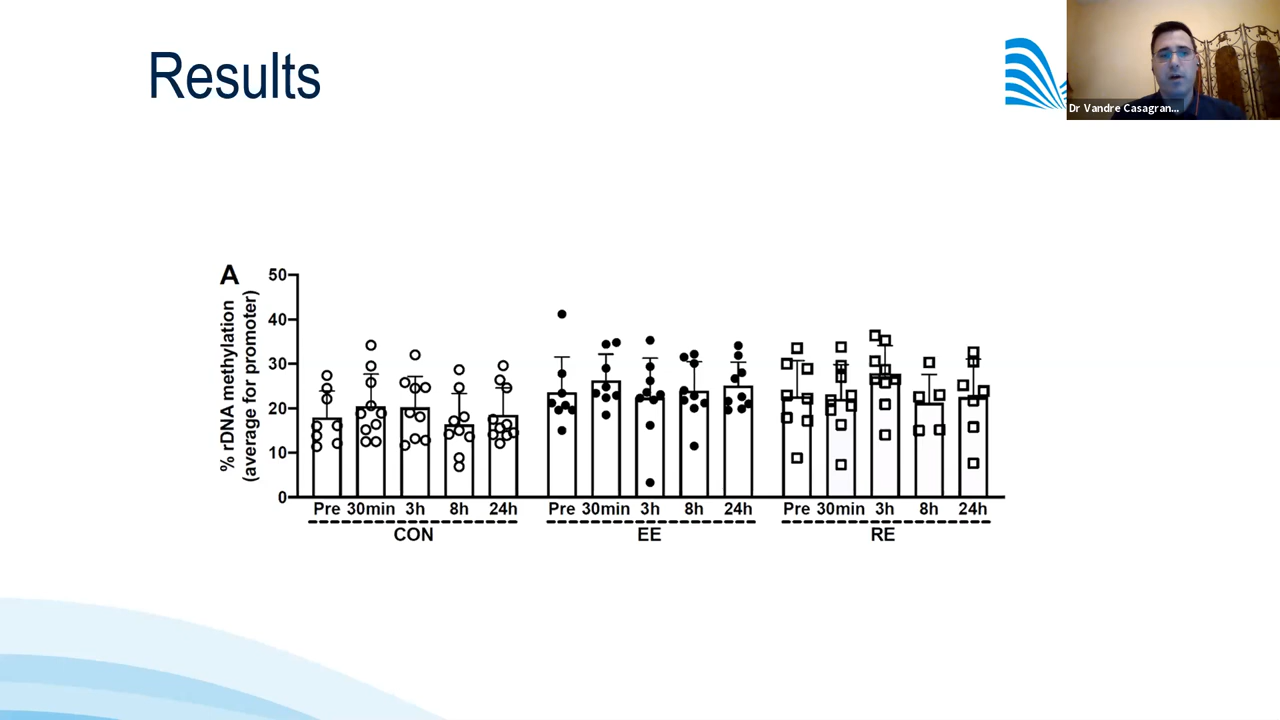 Results
Dr Vandre Casagran...
A
% rDNA methylation
(average for promoter)
50
40
30
20
10
0
Pre 30min 3h 8h 24h Pre 30min 3h 8h 24h Pre 30min 3h 8h 24h
CON EE RE